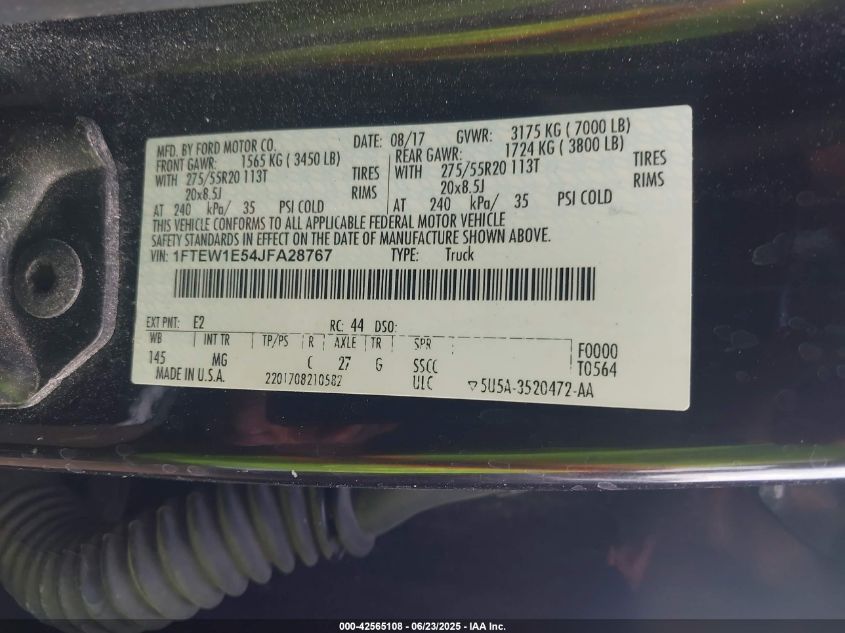 MFD. BY FORD MOTOR CO. DATE: 08/17 GVWR: 3175 KG ( 7000 LB)
FRONT GAWR: 1565 KG ( 3450 LB) REAR GAWR: 1724 KG ( 3800 LB)
WITH 275/55R20 113T TIRES WITH 275/55R20 113T TIRES
20x8.5J RIMS 20x8.5J RIMS
AT 240 kPa/ 35 PSI COLD AT 240 kPa/ 35 PSI COLD
THIS VEHICLE CONFORMS TO ALL APPLICABLE FEDERAL MOTOR VEHICLE
SAFETY STANDARDS IN EFFECT ON THE DATE OF MANUFACTURE SHOWN ABOVE.
VIN: 1FTEW1E54JFA28767 TYPE: Truck
EXT PNT: E2 RC: 44 DSO:
WB INT TR TP/PS R AXLE TR SPR F0000
145 MG C 27 G SSCC T0564
MADE IN U.S.A. 2201708210582 ULC ▽5U5A-3520472-AA
000-42565108 - 06/23/2025 - IAA Inc.